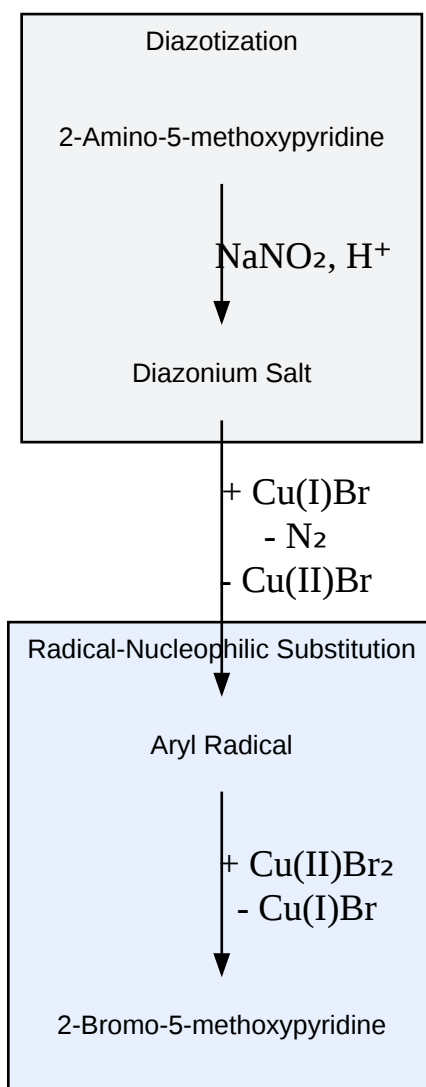 Diazotization
2-Amino-5-methoxypyridine
NaNO₂, H⁺
Diazonium Salt
+ Cu(I)Br
- N₂
- Cu(II)Br
Radical-Nucleophilic Substitution
Aryl Radical
+ Cu(II)Br₂
- Cu(I)Br
2-Bromo-5-methoxypyridine